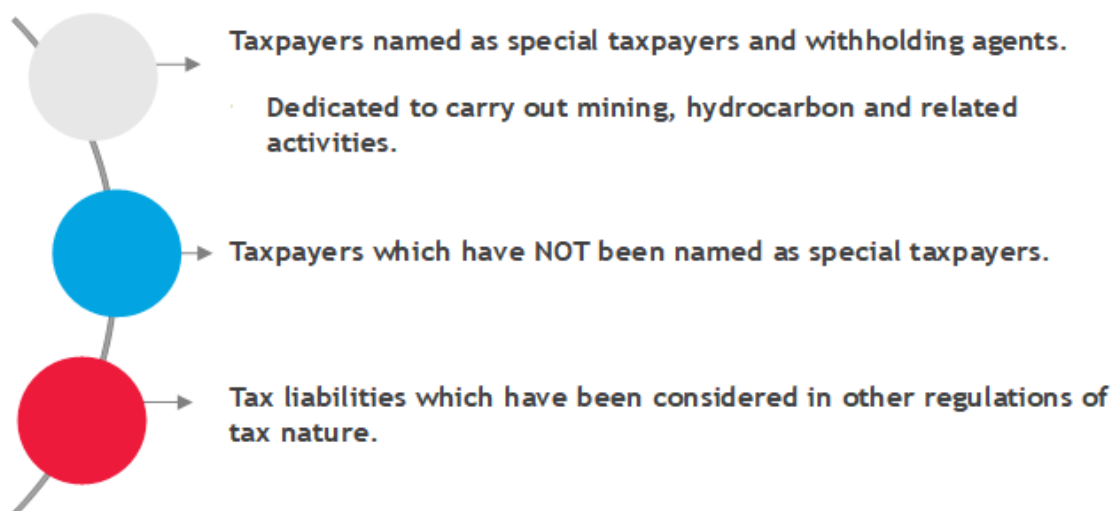 Taxpayers named as special taxpayers and withholding agents.
Dedicated to carry out mining, hydrocarbon and related
activities.
Taxpayers which have NOT been named as special taxpayers.
Tax liabilities which have been considered in other regulations of
tax nature.